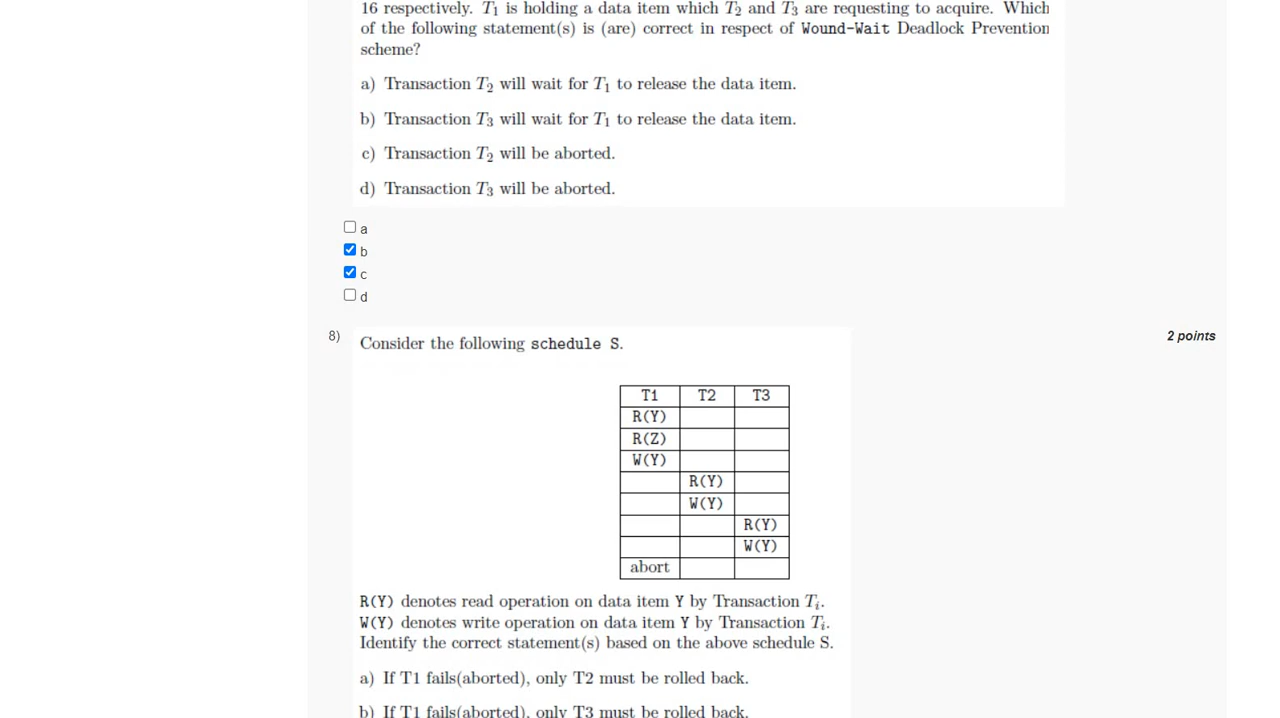 16 respectively. T1 is holding a data item which T2 and T3 are requesting to acquire. Which
of the following statement(s) is (are) correct in respect of Wound-Wait Deadlock Prevention
scheme?
a) Transaction T2 will wait for T1 to release the data item.
b) Transaction T3 will wait for T1 to release the data item.
c) Transaction T2 will be aborted.
d) Transaction T3 will be aborted.
a
b
c
d
8) Consider the following schedule S. 2 points
T1 T2 T3
R(Y)
R(Z)
W(Y)
R(Y)
W(Y)
R(Y)
W(Y)
abort
R(Y) denotes read operation on data item Y by Transaction Ti.
W(Y) denotes write operation on data item Y by Transaction Ti.
Identify the correct statement(s) based on the above schedule S.
a) If T1 fails(aborted), only T2 must be rolled back.
b) If T1 fails(aborted), only T3 must be rolled back.